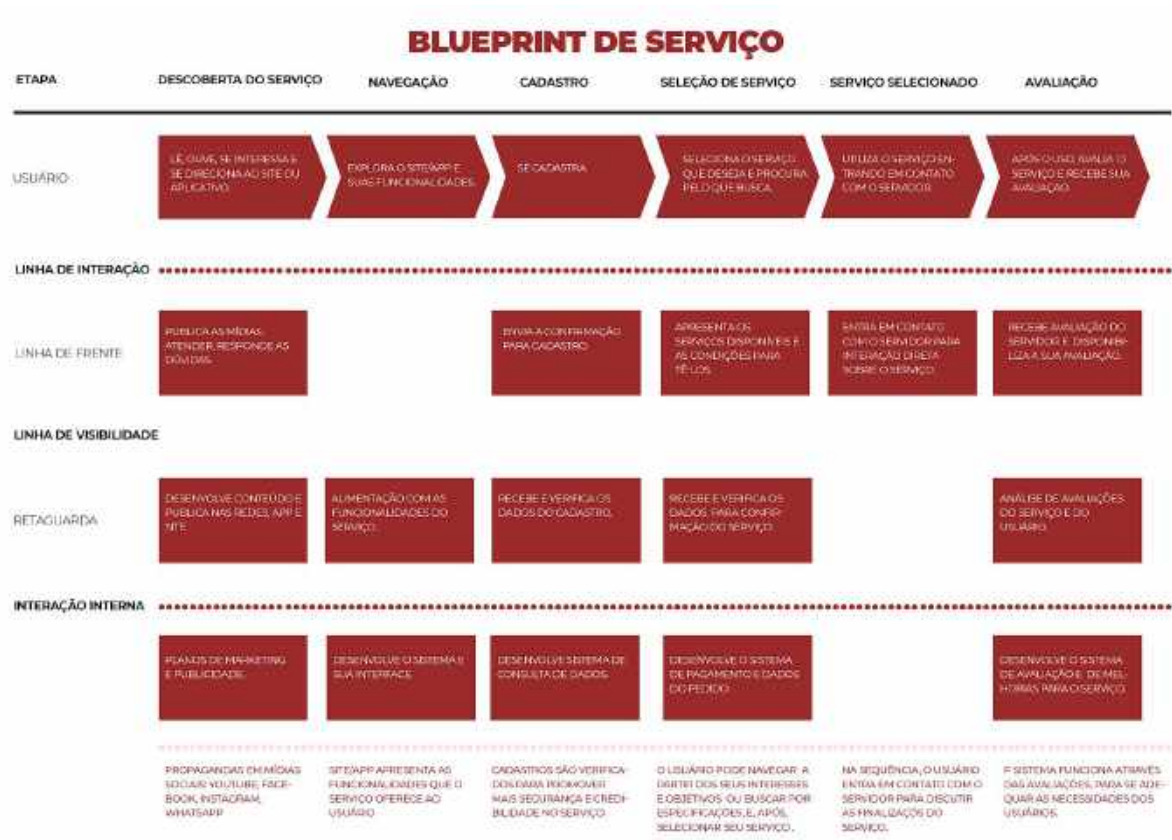 BLUEPRINT DE SERVIÇO
ETAPA
DESCOBERTA DO SERVIÇO
NAVEGAÇÃO
CADASTRO
SELEÇÃO DE SERVIÇO
SERVIÇO SELECIONADO
AVALIAÇÃO
USUÁRIO
LÊ, OUVE, SE INTERESSA E
SE DIRECIONA AO SITE OU
APLICATIVO.
EXPLORA O SITE/APP E
SUAS FUNCIONALIDADES.
SE CADASTRA
SELECIONA O SERVIÇO
QUE DESEJA E PROCURA
PELO QUE BUSCA.
UTILIZA O SERVIÇO EN-
TRANDO EM CONTATO
COM O SERVIDOR
APÓS O USO, AVALIA O
SERVIÇO E RECEBE SUA
AVALIAÇÃO.
LINHA DE INTERAÇÃO
LINHA DE FRENTE
PUBLICA AS MÍDIAS,
ATENDER, RESPONDE AS
DÚVIDAS.
ENVIA A CONFIRMAÇÃO
PARA CADASTRO
APRESENTA OS
SERVIÇOS DISPONÍVEIS E
AS CONDIÇÕES PARA
TÊ-LOS.
ENTRA EM CONTATO
COM O SERVIDOR PARA
INTERAÇÃO DIRETA
SOBRE O SERVIÇO
RECEBE AVALIAÇÃO DO
SERVIDOR E DISPONIBI-
LIZA A SUA AVALIAÇÃO.
LINHA DE VISIBILIDADE
RETAGUARDA
DESENVOLVE CONTEÚDO E
PUBLICA NAS REDES, APP E
SITE
ALIMENTAÇÃO COM AS
FUNCIONALIDADES DO
SERVIÇO.
RECEBE E VERIFICA OS
DADOS DO CADASTRO.
RECEBE E VERIFICA OS
DADOS PARA CONFIR-
MAÇÃO DO SERVIÇO.
ANÁLISE DE AVALIAÇÕES
DO SERVIÇO E DO
USUÁRIO
INTERAÇÃO INTERNA
PLANOS DE MARKETING
E PUBLICIDADE.
DESENVOLVE O SISTEMA E
SUA INTERFACE
DESENVOLVE SISTEMA DE
CONSULTA DE DADOS.
DESENVOLVE O SISTEMA
DE PAGAMENTO E DADOS
DO PEDIDO.
DESENVOLVE O SISTEMA
DE AVALIAÇÃO E DE MEL-
HORIAS PARA O SERVIÇO.
PROPAGANDAS EM MÍDIAS
SOCIAIS: YOUTUBE, FACE-
BOOK, INSTAGRAM,
WHATSAPP
SITE/APP APRESENTA AS
FUNCIONALIDADES QUE O
SERVIÇO OFERECE AO
USUÁRIO
CADASTROS SÃO VERIFICA-
DOS PARA PROMOVER
MAIS SEGURANÇA E CREDI-
BILIDADE NO SERVIÇO
O USUÁRIO PODE NAVEGAR A
PARTIR DOS SEUS INTERESSES
E OBJETIVOS OU BUSCAR POR
ESPECIFICAÇÕES, E, APÓS,
SELECIONAR SEU SERVIÇO.
NA SEQUÊNCIA, O USUÁRIO
ENTRA EM CONTATO COM O
SERVIDOR PARA DISCUTIR
AS FINALIZAÇÕS DO
SERVIÇO.
SISTEMA FUNCIONA ATRAVÉS
DAS AVALIAÇÕES, PARA SE ADE-
QUAR AS NECESSIDADES DOS
USUÁRIOS.